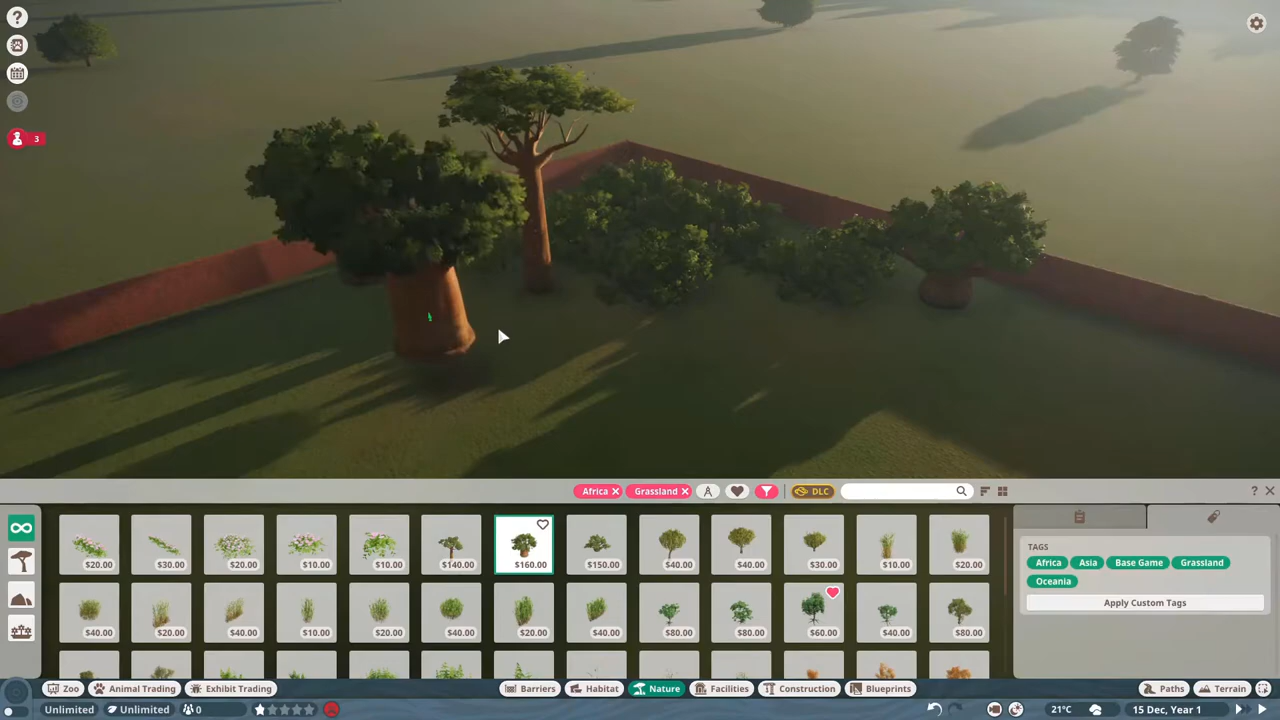 ?
3
Africa ✕ Grassland ✕ DLC
? ✕
$20.00 $30.00 $20.00 $10.00 $10.00 $140.00 $160.00 $150.00 $40.00 $40.00 $30.00 $10.00 $20.00
$40.00 $20.00 $40.00 $10.00 $20.00 $40.00 $20.00 $40.00 $80.00 $80.00 $60.00 $40.00 $80.00
TAGS
Africa Asia Base Game Grassland
Oceania
Apply Custom Tags
Zoo Animal Trading Exhibit Trading Barriers Habitat Nature Facilities Construction Blueprints Paths Terrain
Unlimited Unlimited 0 21°C 15 Dec, Year 1